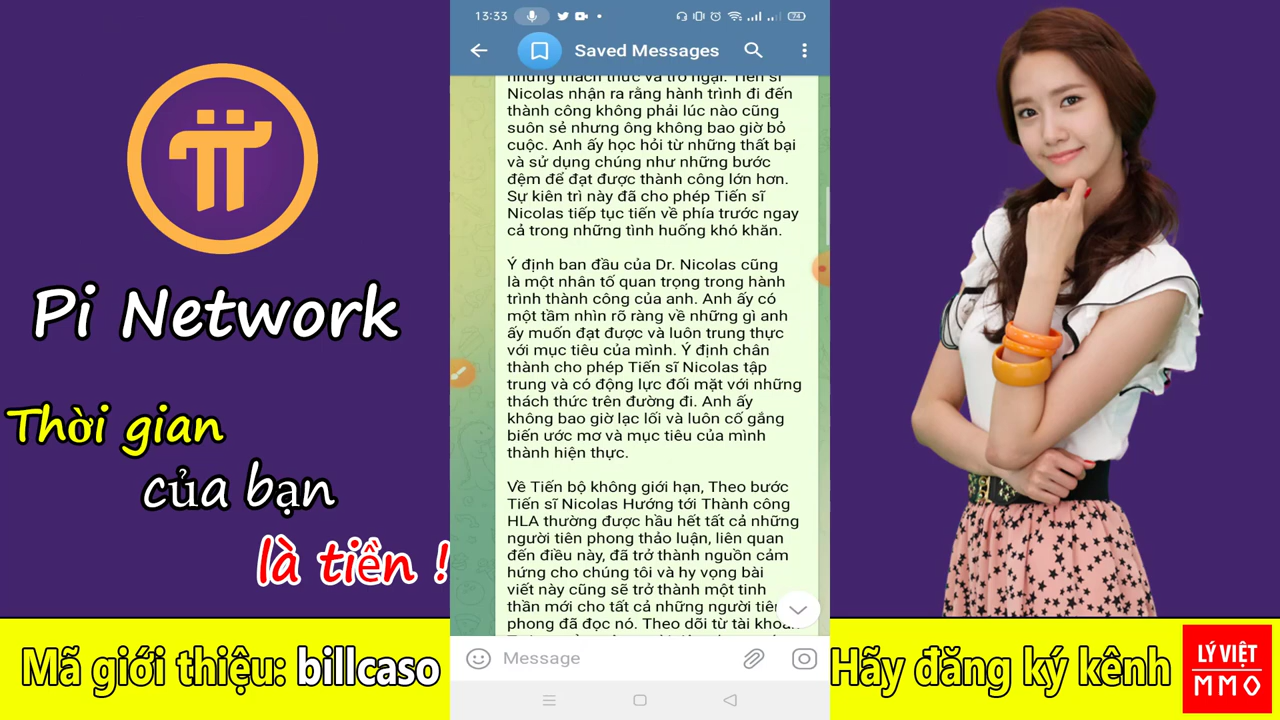 Pi Network
Thời gian
của bạn
là tiền !
Mã giới thiệu: billcaso
13:33
74
Saved Messages
những thách thức và trở ngại. Tiến sĩ
Nicolas nhận ra rằng hành trình đi đến
thành công không phải lúc nào cũng
suôn sẻ nhưng ông không bao giờ bỏ
cuộc. Anh ấy học hỏi từ những thất bại
và sử dụng chúng như những bước
đệm để đạt được thành công lớn hơn.
Sự kiên trì này đã cho phép Tiến sĩ
Nicolas tiếp tục tiến về phía trước ngay
cả trong những tình huống khó khăn.
Ý định ban đầu của Dr. Nicolas cũng
là một nhân tố quan trọng trong hành
trình thành công của anh. Anh ấy có
một tầm nhìn rõ ràng về những gì anh
ấy muốn đạt được và luôn trung thực
với mục tiêu của mình. Ý định chân
thành cho phép Tiến sĩ Nicolas tập
trung và có động lực đối mặt với những
thách thức trên đường đi. Anh ấy
không bao giờ lạc lối và luôn cố gắng
biến ước mơ và mục tiêu của mình
thành hiện thực.
Về Tiến bộ không giới hạn, Theo bước
Tiến sĩ Nicolas Hướng tới Thành công
HLA thường được hầu hết tất cả những
người tiên phong thảo luận, liên quan
đến điều này, đã trở thành nguồn cảm
hứng cho chúng tôi và hy vọng bài
viết này cũng sẽ trở thành một tinh
thần mới cho tất cả những người tiên
phong đã đọc nó. Theo dõi từ tài khoản
Message
Hãy đăng ký kênh
LÝ VIỆT
MMO